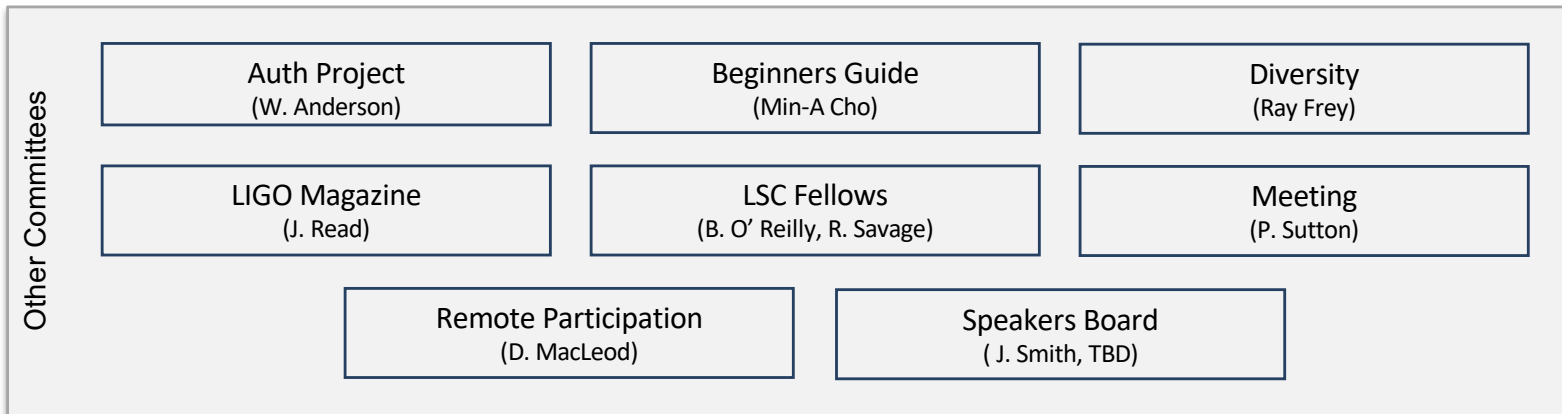 Other Committees
Auth Project
(W. Anderson)
Beginners Guide
(Min-A Cho)
Diversity
(Ray Frey)
LIGO Magazine
(J. Read)
LSC Fellows
(B. O’ Reilly, R. Savage)
Meeting
(P. Sutton)
Remote Participation
(D. MacLeod)
Speakers Board
( J. Smith, TBD)